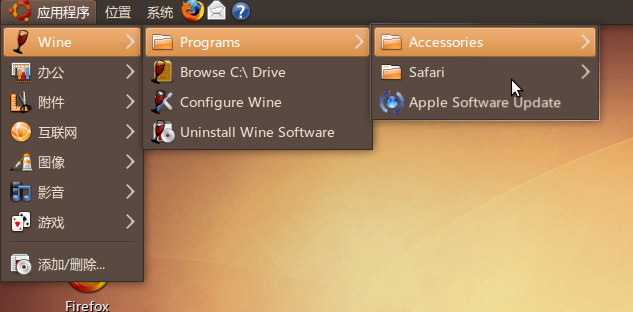 应用程序 位置 系统
Wine
办公
附件
互联网
图像
影音
游戏
添加/删除...
Programs
Browse C:\ Drive
Configure Wine
Uninstall Wine Software
Accessories
Safari
Apple Software Update
Firefox